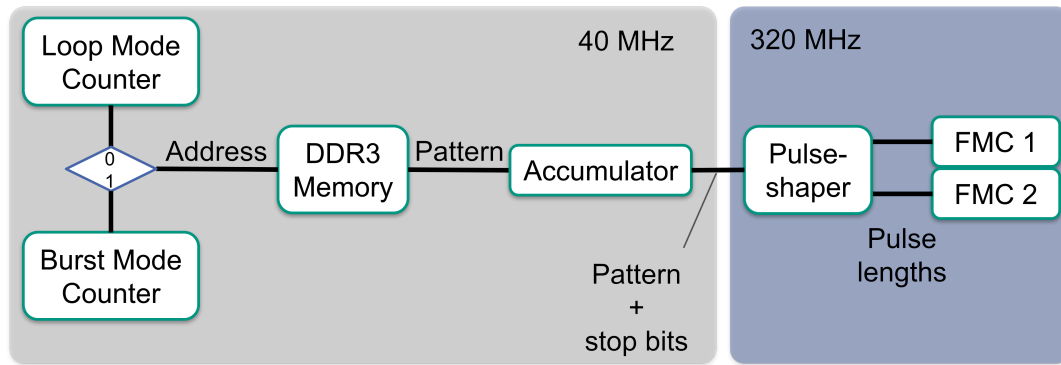 Loop Mode
Counter
40 MHz
320 MHz
0
1
Address
DDR3
Memory
Pattern
Accumulator
Pulse-
shaper
FMC 1
FMC 2
Burst Mode
Counter
Pattern
+
stop bits
Pulse
lengths